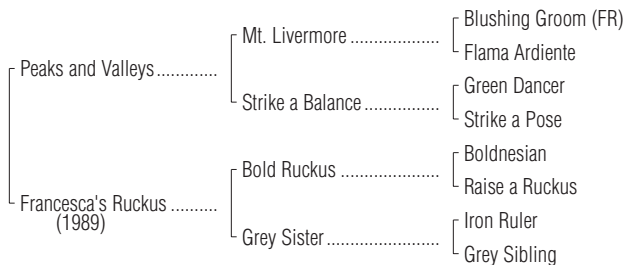 Blushing Groom (FR)
Mt. Livermore ....................
Flama Ardiente
Peaks and Valleys .............
Green Dancer
Strike a Balance .................
Strike a Pose
Boldnesian
Bold Ruckus ......................
Raise a Ruckus
Francesca's Ruckus ..........
(1989)
Iron Ruler
Grey Sister .........................
Grey Sibling